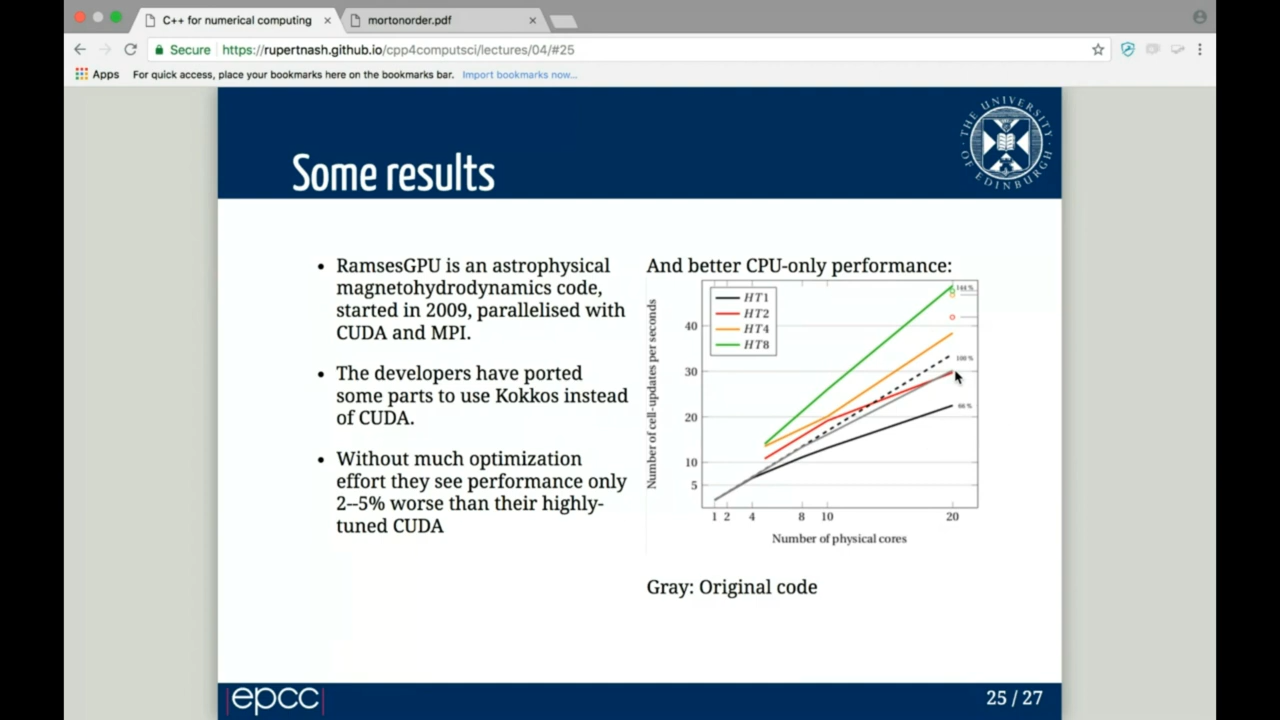 C++ for numerical computing
mortonorder.pdf
Secure https://rupertnash.github.io/cpp4computsci/lectures/04/#25
Apps For quick access, place your bookmarks here on the bookmarks bar. Import bookmarks now...
THE UNIVERSITY OF EDINBURGH
Some results
• RamsesGPU is an astrophysical
magnetohydrodynamics code,
started in 2009, parallelised with
CUDA and MPI.
• The developers have ported
some parts to use Kokkos instead
of CUDA.
• Without much optimization
effort they see performance only
2--5% worse than their highly-
tuned CUDA
And better CPU-only performance:
Number of cell-updates per seconds
HT1
HT2
HT4
HT8
144 %
40
100 %
30
66 %
20
10
5
1 2 4 8 10 20
Number of physical cores
Gray: Original code
epcc
25 / 27